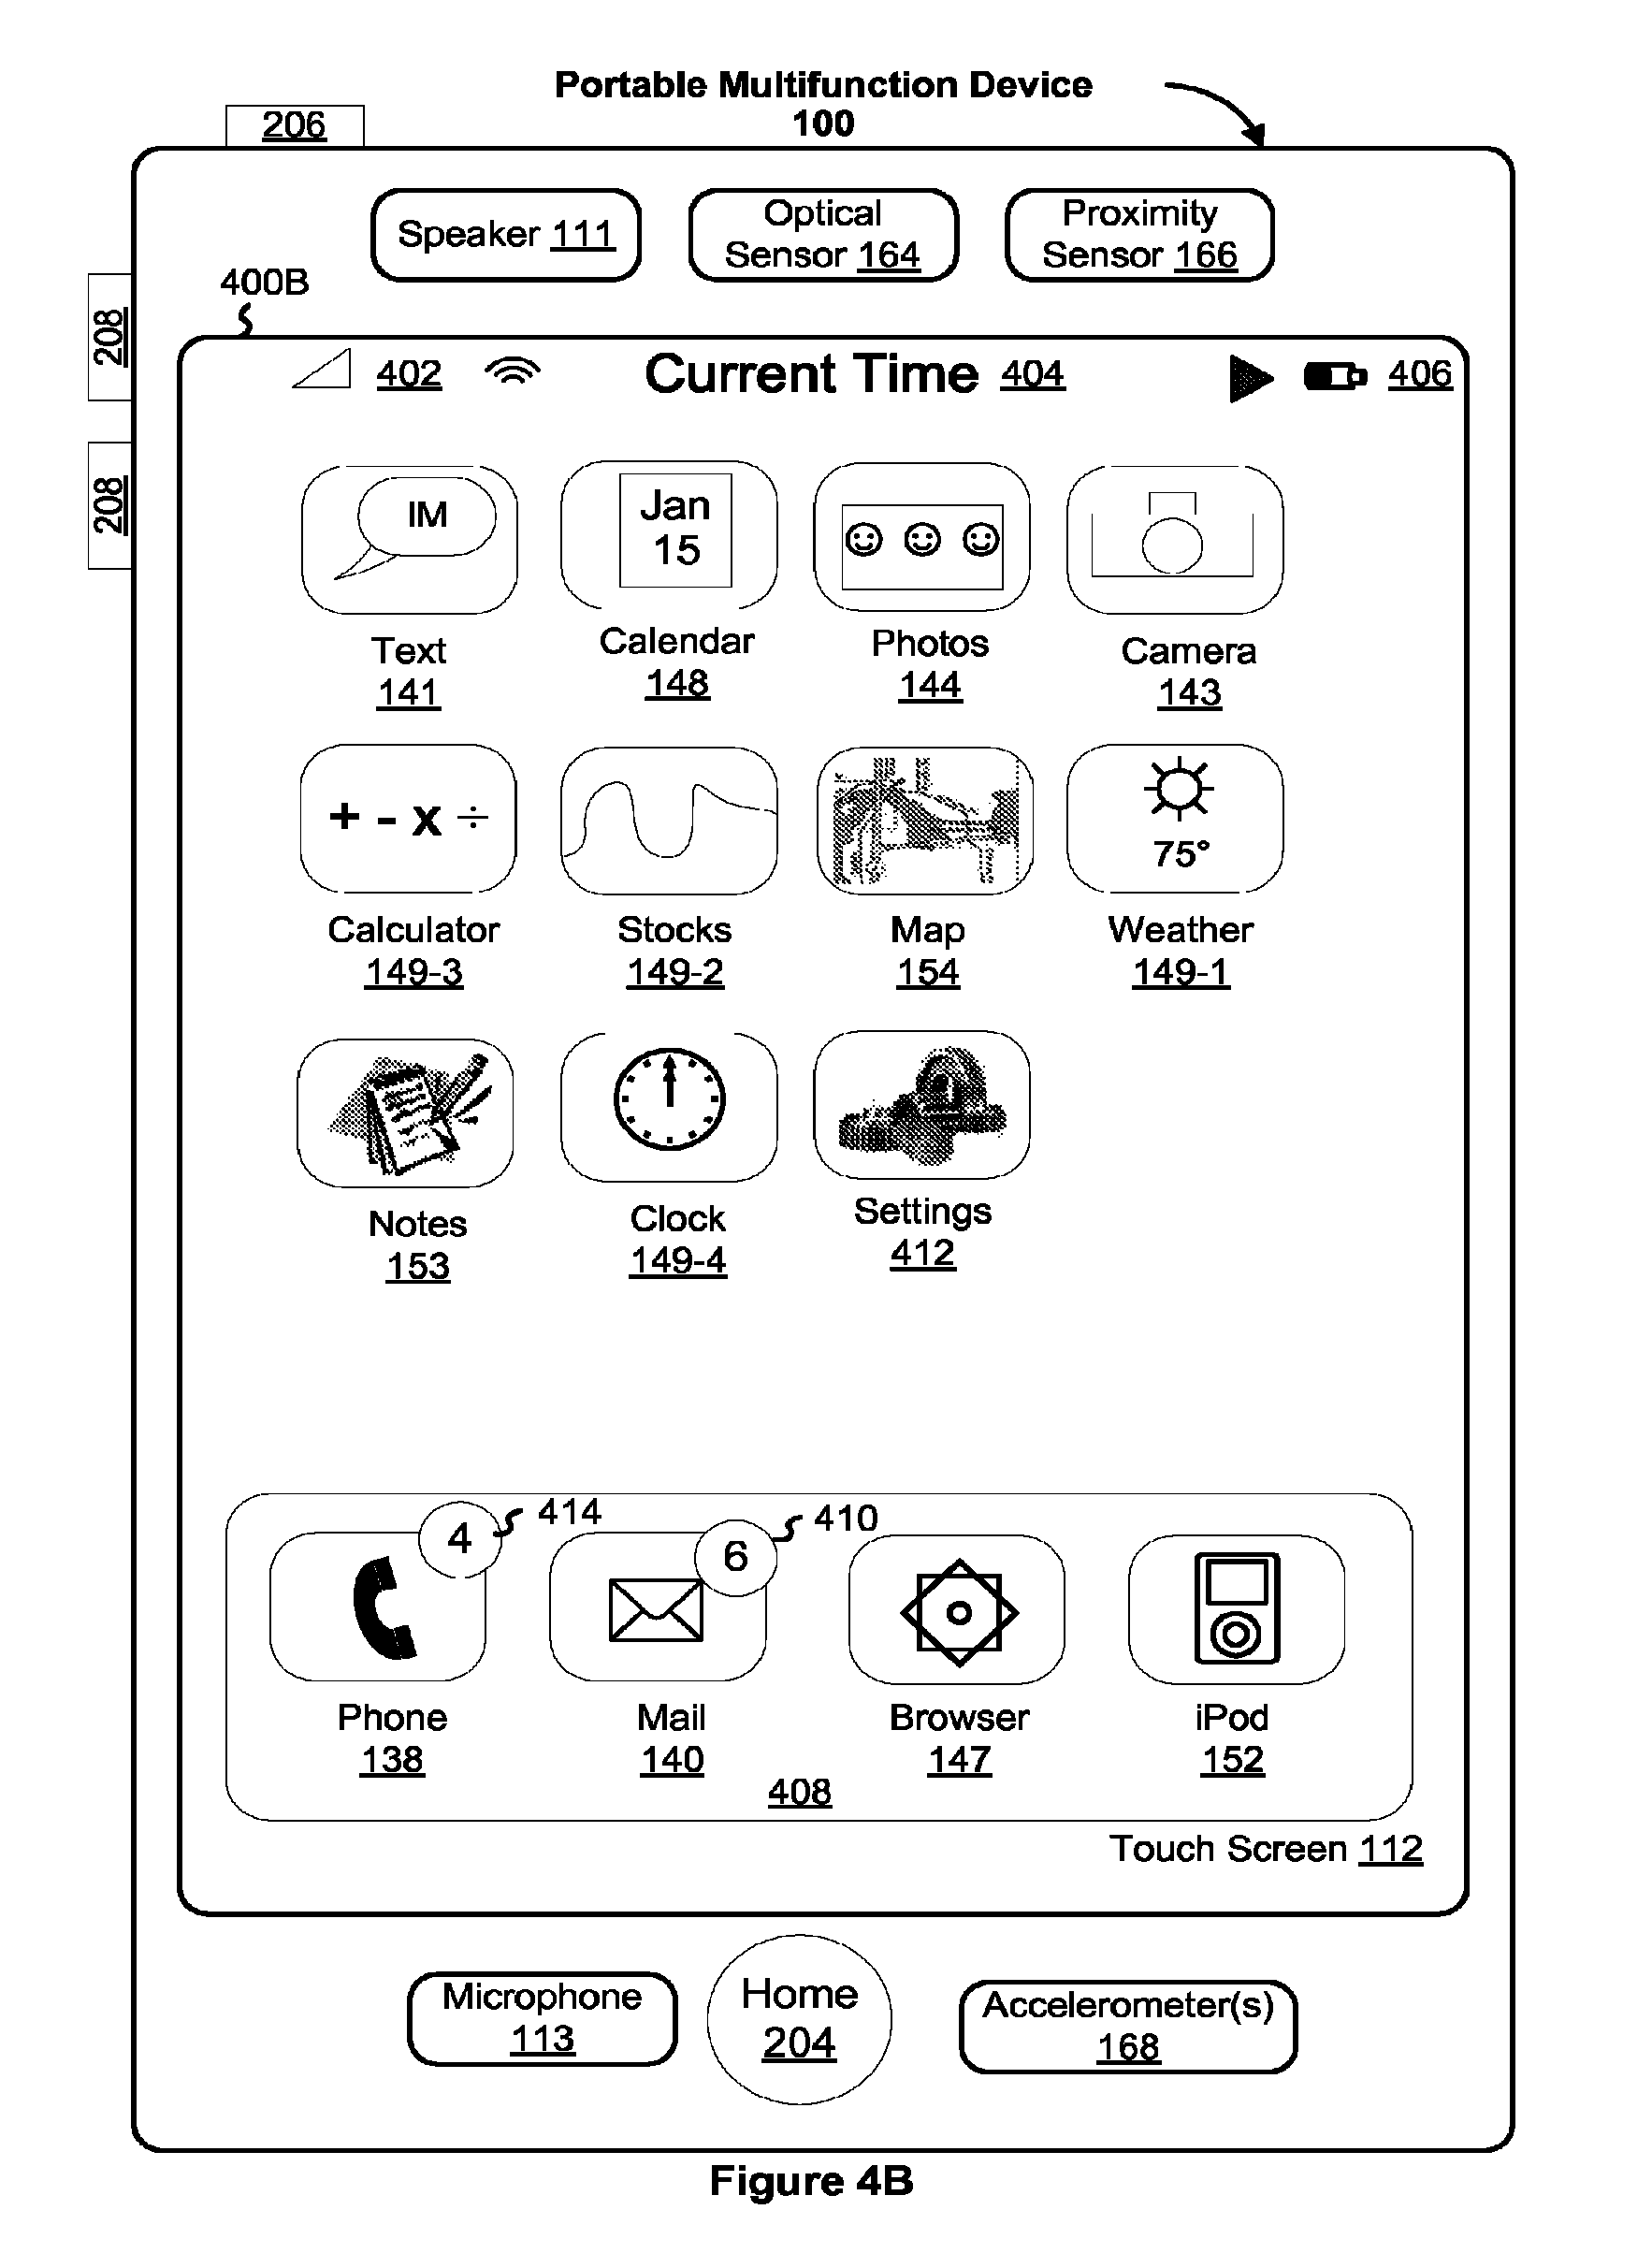 Portable Multifunction Device
100
206
Speaker 111
Optical
Sensor 164
Proximity
Sensor 166
400B
208
208
402
Current Time 404
406
IM
Jan
15
Text
141
Calendar
148
Photos
144
Camera
143
+ - x ÷
75°
Calculator
149-3
Stocks
149-2
Map
154
Weather
149-1
Notes
153
Clock
149-4
Settings
412
4
414
6
410
Phone
138
Mail
140
Browser
147
iPod
152
408
Touch Screen 112
Microphone
113
Home
204
Accelerometer(s)
168
Figure 4B